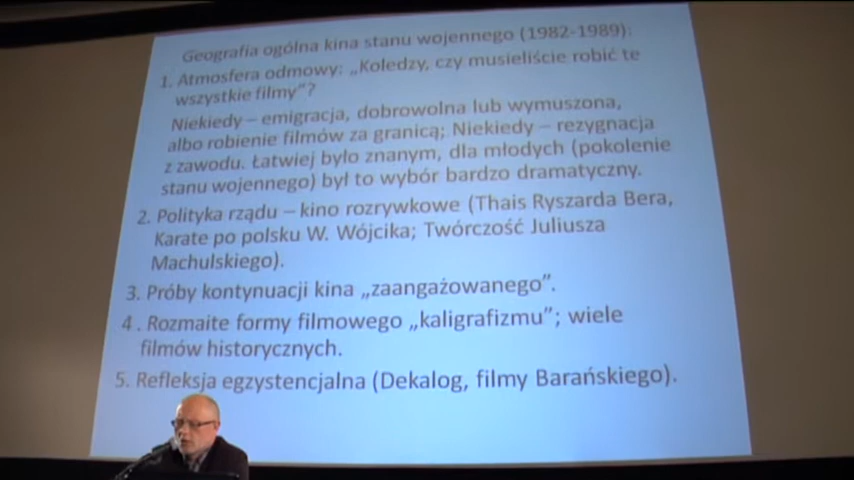 Geografia ogólna kina stanu wojennego (1982-1989):
1. Atmosfera odmowy: „Koledzy, czy musieliście robić te
wszystkie filmy”?
Niekiedy – emigracja, dobrowolna lub wymuszona,
albo robienie filmów za granicą; Niekiedy – rezygnacja
z zawodu. Łatwiej było znanym, dla młodych (pokolenie
stanu wojennego) był to wybór bardzo dramatyczny.
2. Polityka rządu – kino rozrywkowe (Thais Ryszarda Bera,
Karate po polsku W. Wójcika; Twórczość Juliusza
Machulskiego).
3. Próby kontynuacji kina „zaangażowanego”.
4 . Rozmaite formy filmowego „kaligrafizmu”; wiele
filmów historycznych.
5. Refleksja egzystencjalna (Dekalog, filmy Barańskiego).